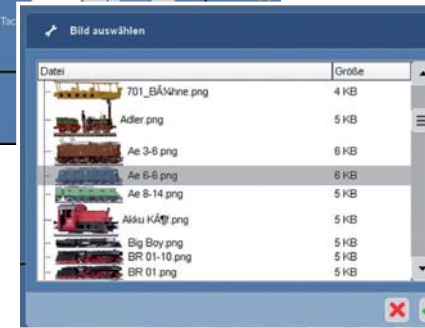 Tac
Bild auswählen
Datei Größe
701_BÃ¼hne.png 4 KB
Adler.png 5 KB
Ae 3-6.png 6 KB
Ae 6-6.png 6 KB
Ae 8-14.png 5 KB
Akku KÃ¶f.png 5 KB
Big Boy.png 5 KB
BR 01-10.png 5 KB
BR 01.png 5 KB